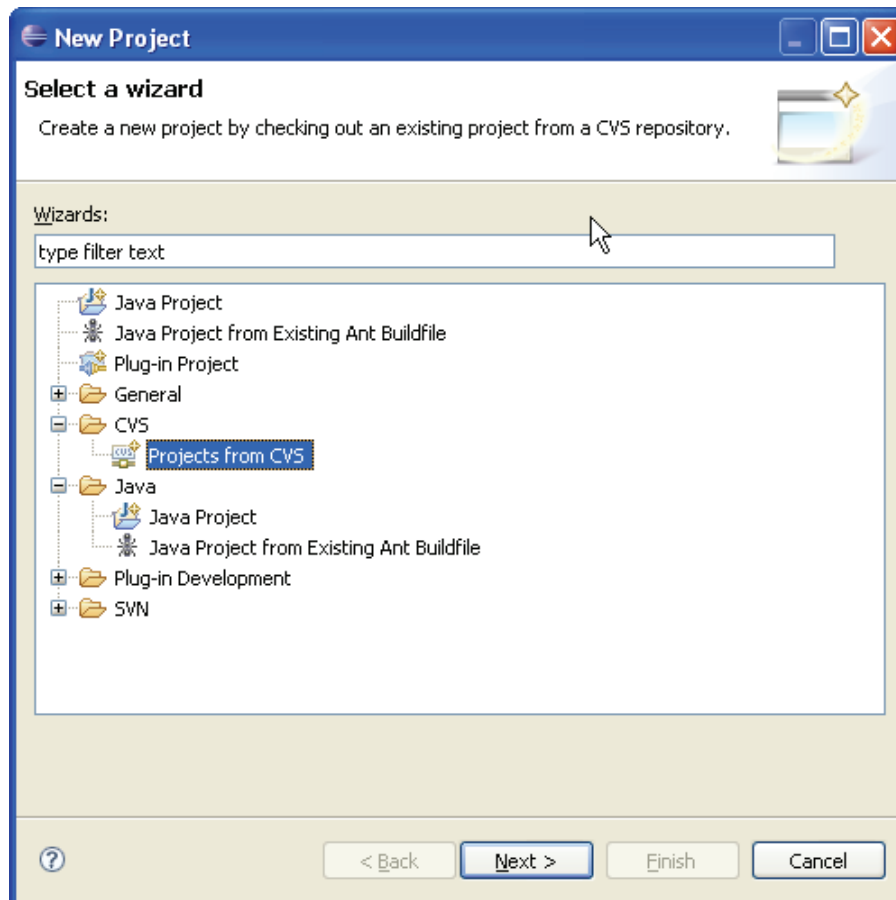 New Project
Select a wizard
Create a new project by checking out an existing project from a CVS repository.
Wizards:
type filter text
Java Project
Java Project from Existing Ant Buildfile
Plug-in Project
General
CVS
Projects from CVS
Java
Java Project
Java Project from Existing Ant Buildfile
Plug-in Development
SVN
? < Back Next > Finish Cancel